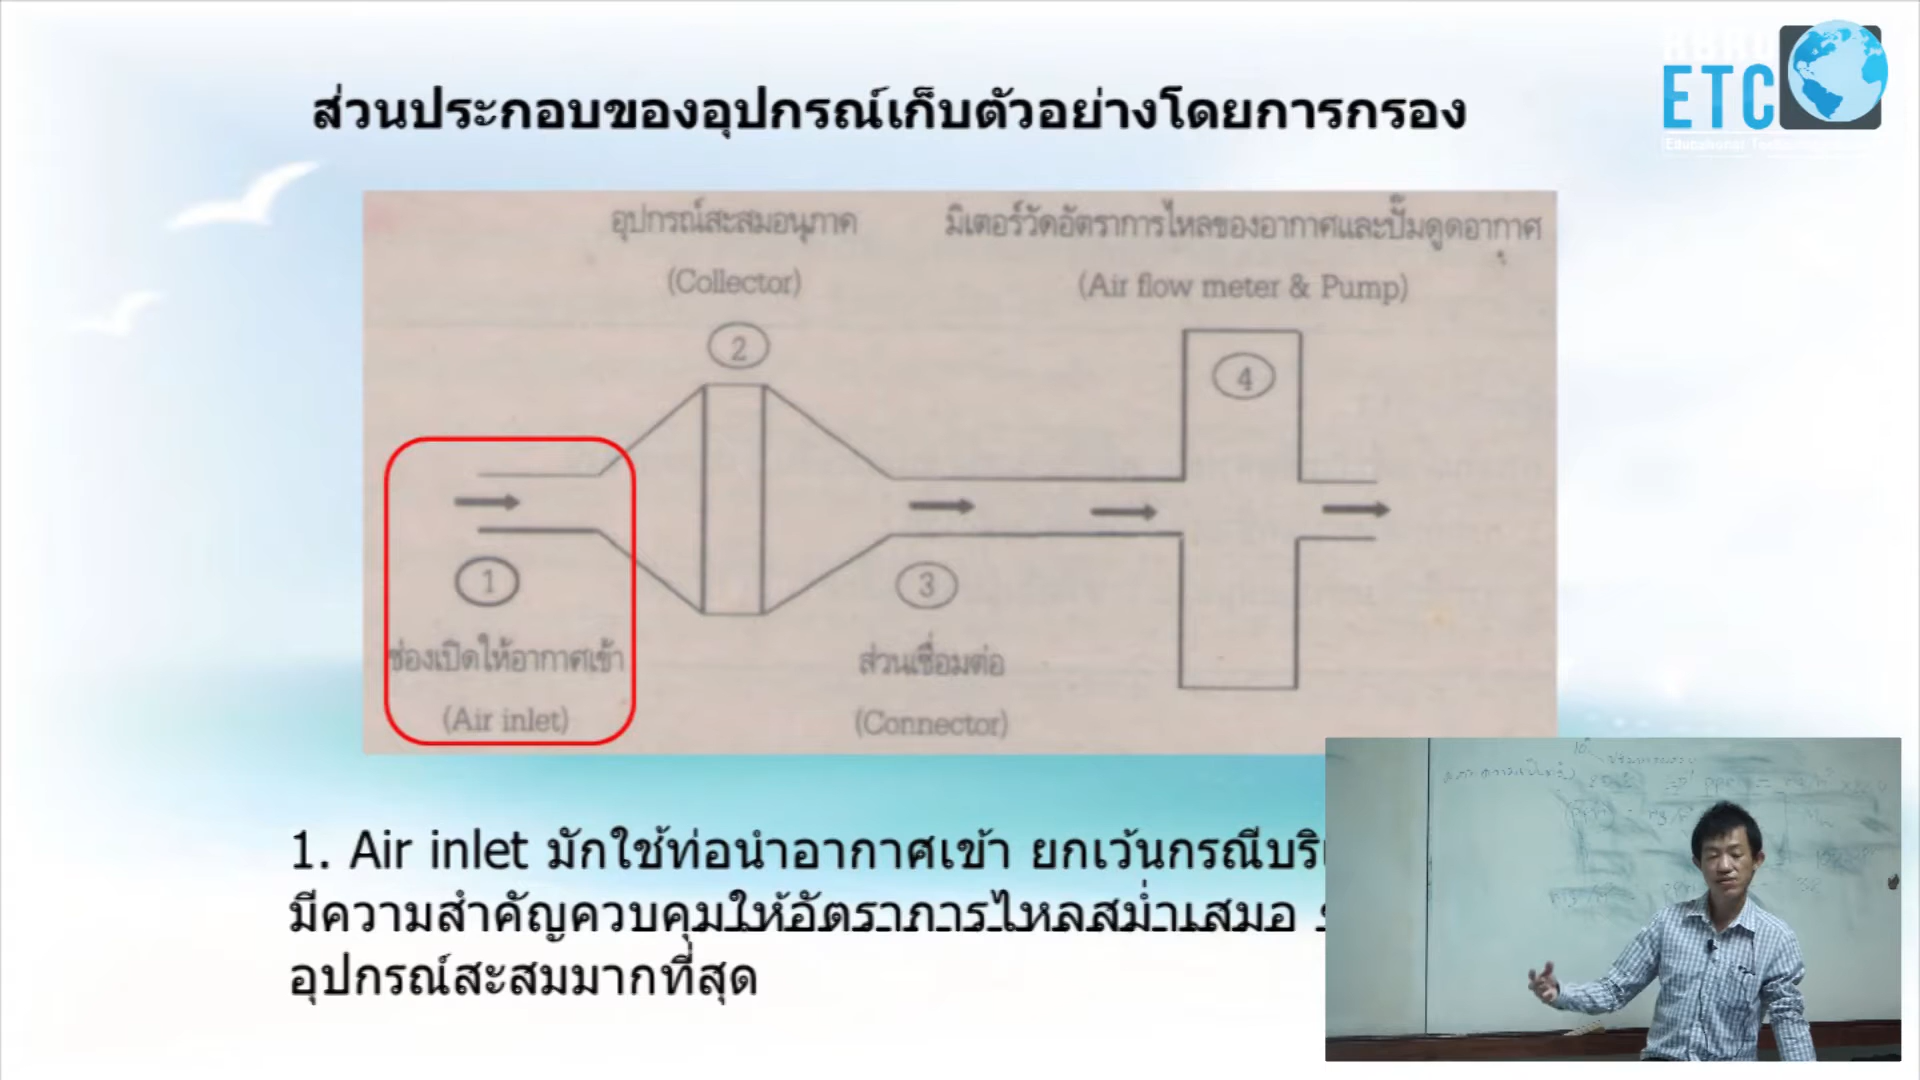 ส่วนประกอบของอุปกรณ์เก็บตัวอย่างโดยการกรอง
ETC
อุปกรณ์สะสมอนุภาค
(Collector)
มิเตอร์วัดอัตราการไหลของอากาศและปั๊มดูดอากาศ
(Air flow meter & Pump)
2
4
1
3
ช่องเปิดให้อากาศเข้า
(Air inlet)
ส่วนเชื่อมต่อ
(Connector)
1. Air inlet มักใช้ท่อนำอากาศเข้า ยกเว้นกรณี
มีความสำคัญควบคุมให้อัตราการไหลสม่ำเสมอ
อุปกรณ์สะสมมากที่สุด